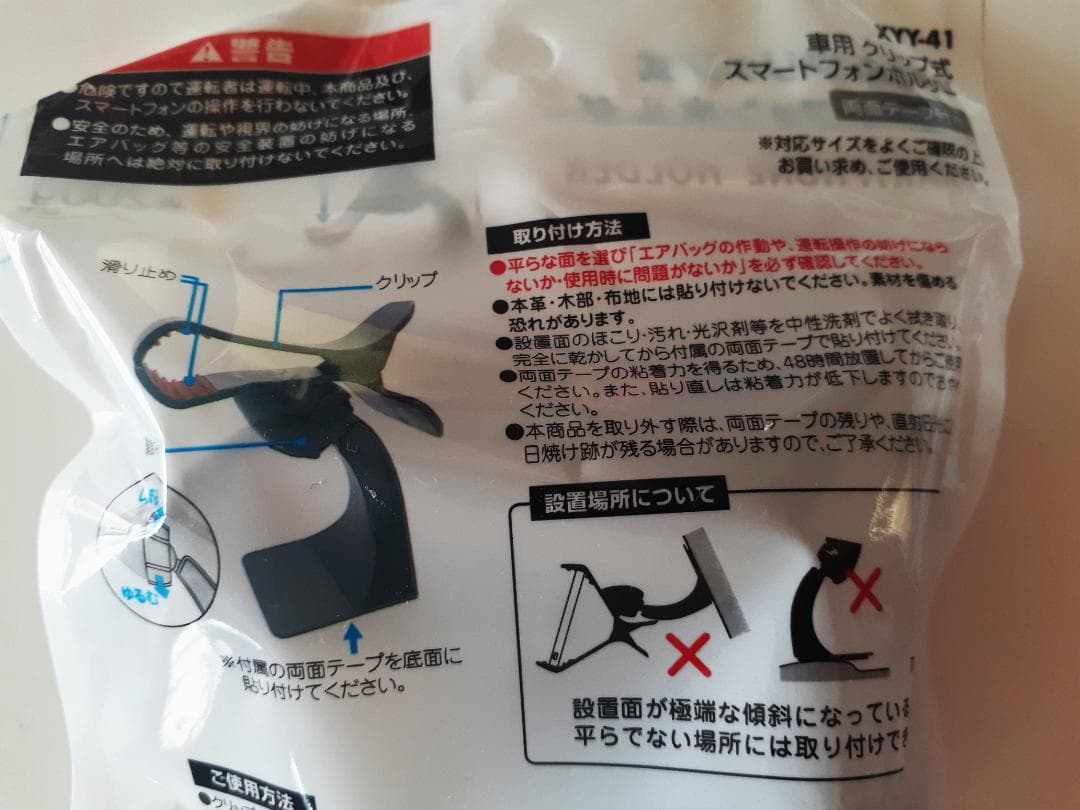 警告
危険ですので運転者は運転中、本商品及び、
スマートフォンの操作を行わないでください。
●安全のため、運転や視界の妨げになる場所、
エアバッグ等の安全装置の妨げになる
場所へは絶対に取り付けないでください。
XYY-41
車用 クリップ式
スマートフォンホルダー
両面テープ
※対応サイズをよくご確認の上、
お買い求め、ご使用ください。
取り付け方法
●平らな面を選び「エアバッグの作動や、運転操作の妨げになら
ないか・使用時に問題がないか」を必ず確認してください。
●本革・木部・布地には貼り付けないでください。素材を傷める
恐れがあります。
●設置面のほこり・汚れ・光沢剤等を中性洗剤でよく拭き取り、
完全に乾かしてから付属の両面テープで貼り付けてください。
●両面テープの粘着力を得るため、48時間放置してからご使用
ください。また、貼り直しは粘着力が低下しますので
ください。
●本商品を取り外す際は、両面テープの残りや、直射日
日焼け跡が残る場合がありますので、ご了承ください。
滑り止め
クリップ
ゆるむ
※付属の両面テープを底面に
貼り付けてください。
設置場所について
設置面が極端な傾斜になっている
平らでない場所には取り付けで
ご使用方法
●クリップ